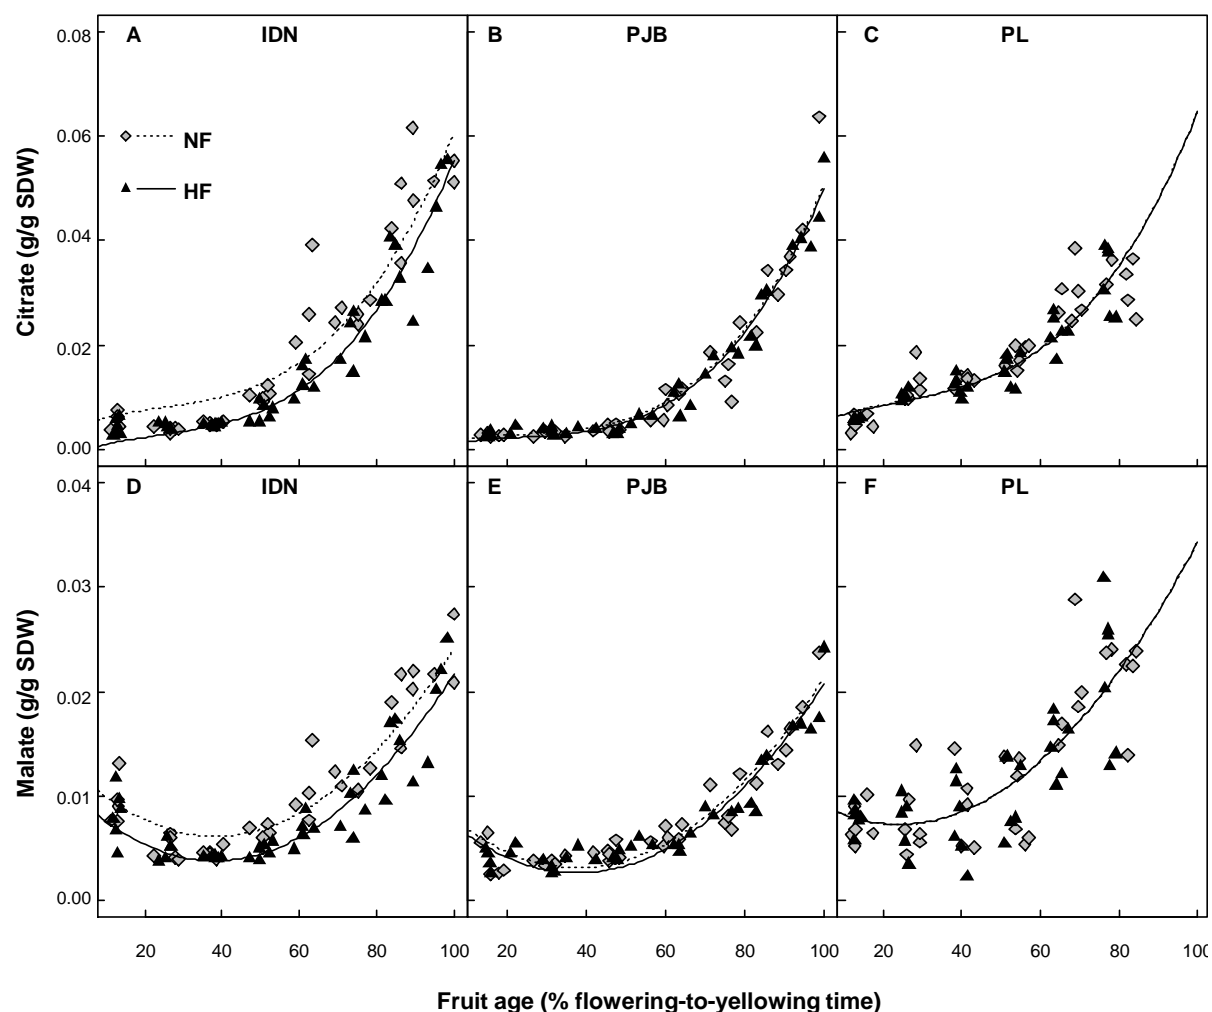 A IDN B PJB C PL
0.08
0.06
0.04
0.02
0.00
Citrate (g/g SDW)
NF
HF
D IDN E PJB F PL
0.04
0.03
0.02
0.01
0.00
Malate (g/g SDW)
20 40 60 80 100 20 40 60 80 100 20 40 60 80 100
Fruit age (% flowering-to-yellowing time)